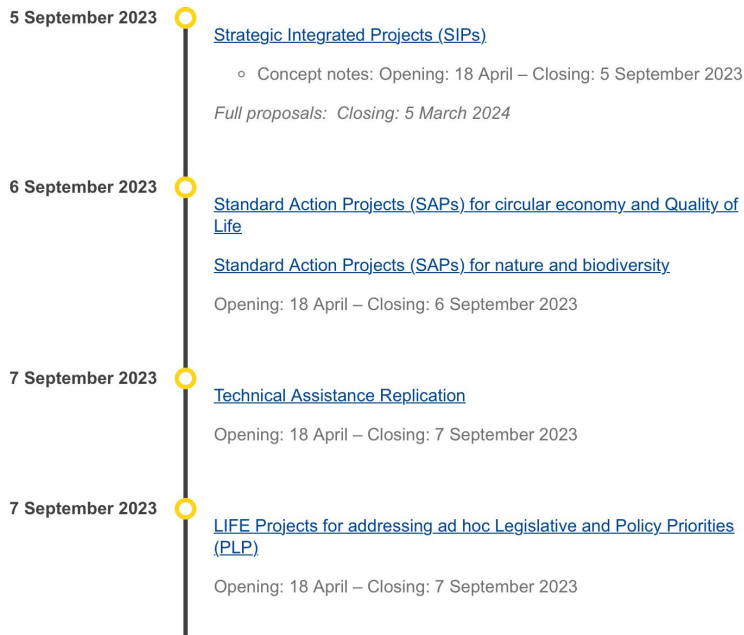 5 September 2023
Strategic Integrated Projects (SIPs)
Concept notes: Opening: 18 April – Closing: 5 September 2023
Full proposals:  Closing: 5 March 2024
6 September 2023
Standard Action Projects (SAPs) for circular economy and Quality of
Life
Standard Action Projects (SAPs) for nature and biodiversity
Opening: 18 April – Closing: 6 September 2023
7 September 2023
Technical Assistance Replication
Opening: 18 April – Closing: 7 September 2023
7 September 2023
LIFE Projects for addressing ad hoc Legislative and Policy Priorities
(PLP)
Opening: 18 April – Closing: 7 September 2023